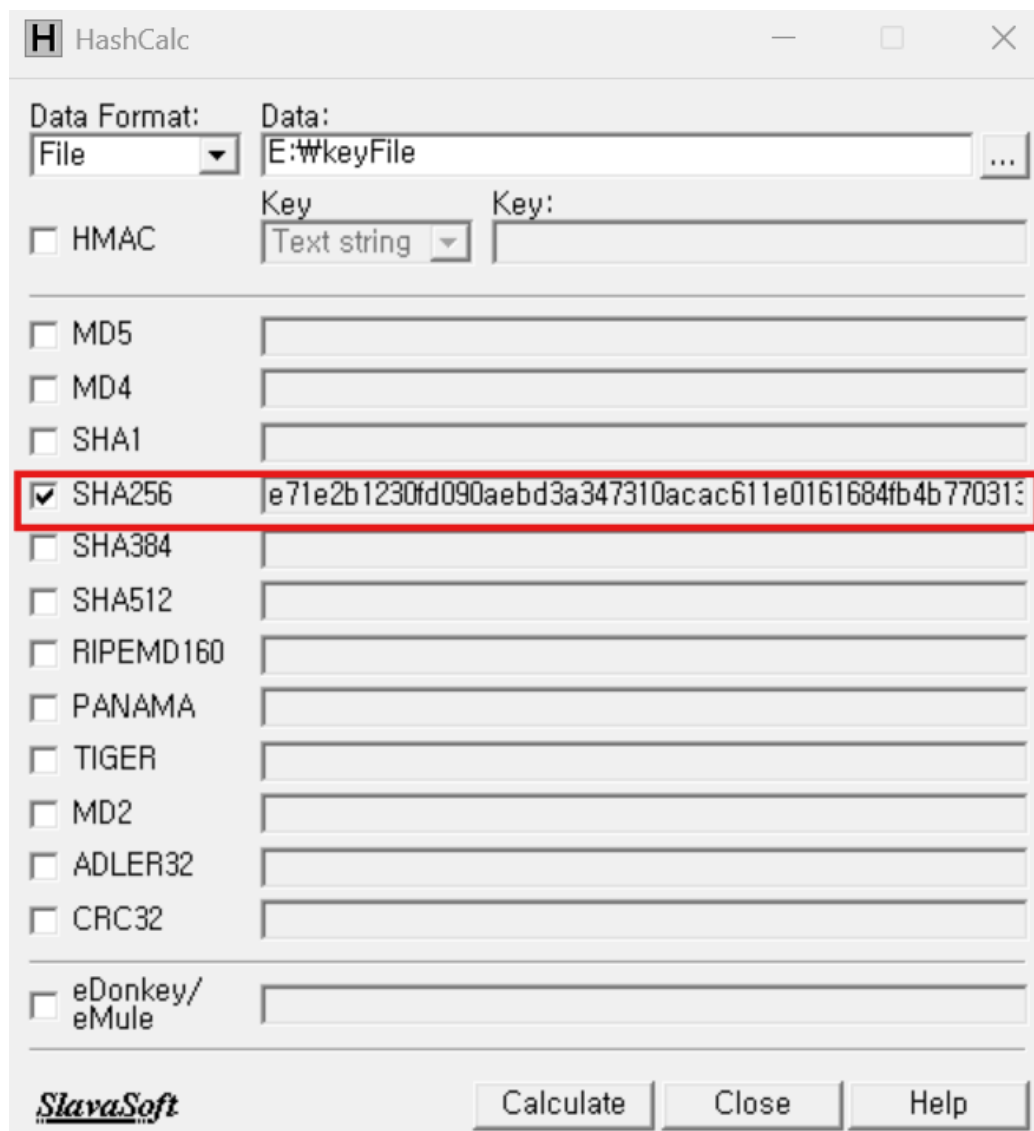 H HashCalc
Data Format: Data:
File E:₩keyFile ...
Key Key:
HMAC Text string
MD5
MD4
SHA1
SHA256 e71e2b1230fd090aebd3a347310acac611e0161684fb4b770313
SHA384
SHA512
RIPEMD160
PANAMA
TIGER
MD2
ADLER32
CRC32
eDonkey/
eMule
SlavaSoft Calculate Close Help